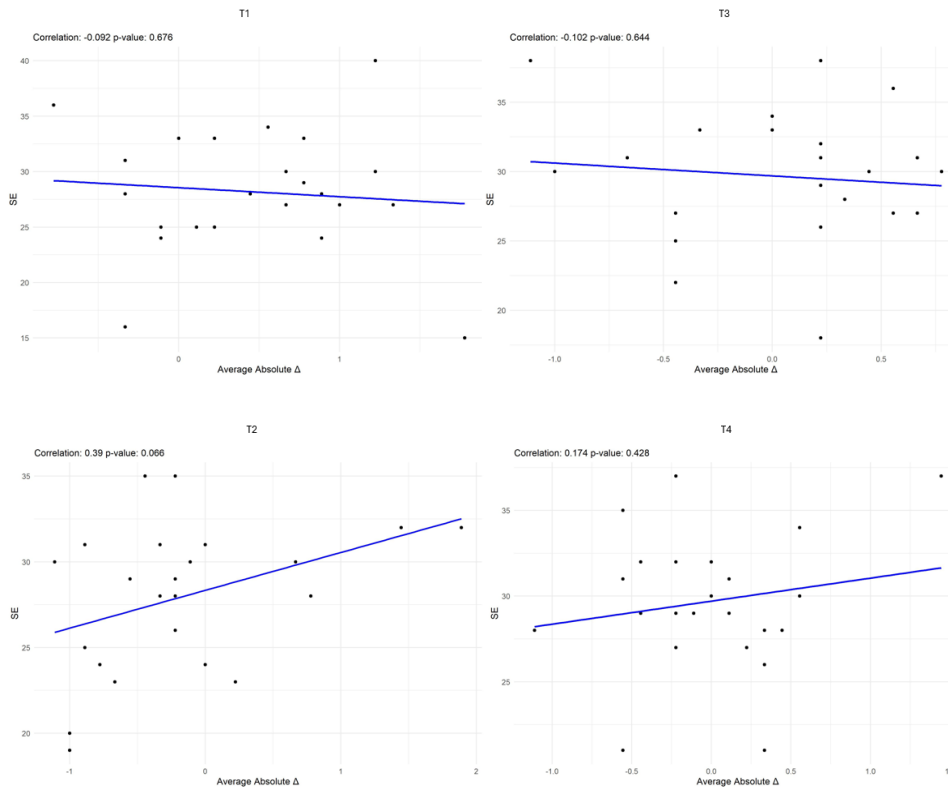 T1
Correlation: -0.092 p-value: 0.676
40
35
30
25
20
15
SE
0
1
Average Absolute Δ
T3
Correlation: -0.102 p-value: 0.644
35
30
25
20
SE
-1.0
-0.5
0.0
0.5
Average Absolute Δ
T2
Correlation: 0.39 p-value: 0.066
35
30
25
20
SE
-1
0
1
2
Average Absolute Δ
T4
Correlation: 0.174 p-value: 0.428
35
30
25
SE
-1.0
-0.5
0.0
0.5
1.0
Average Absolute Δ